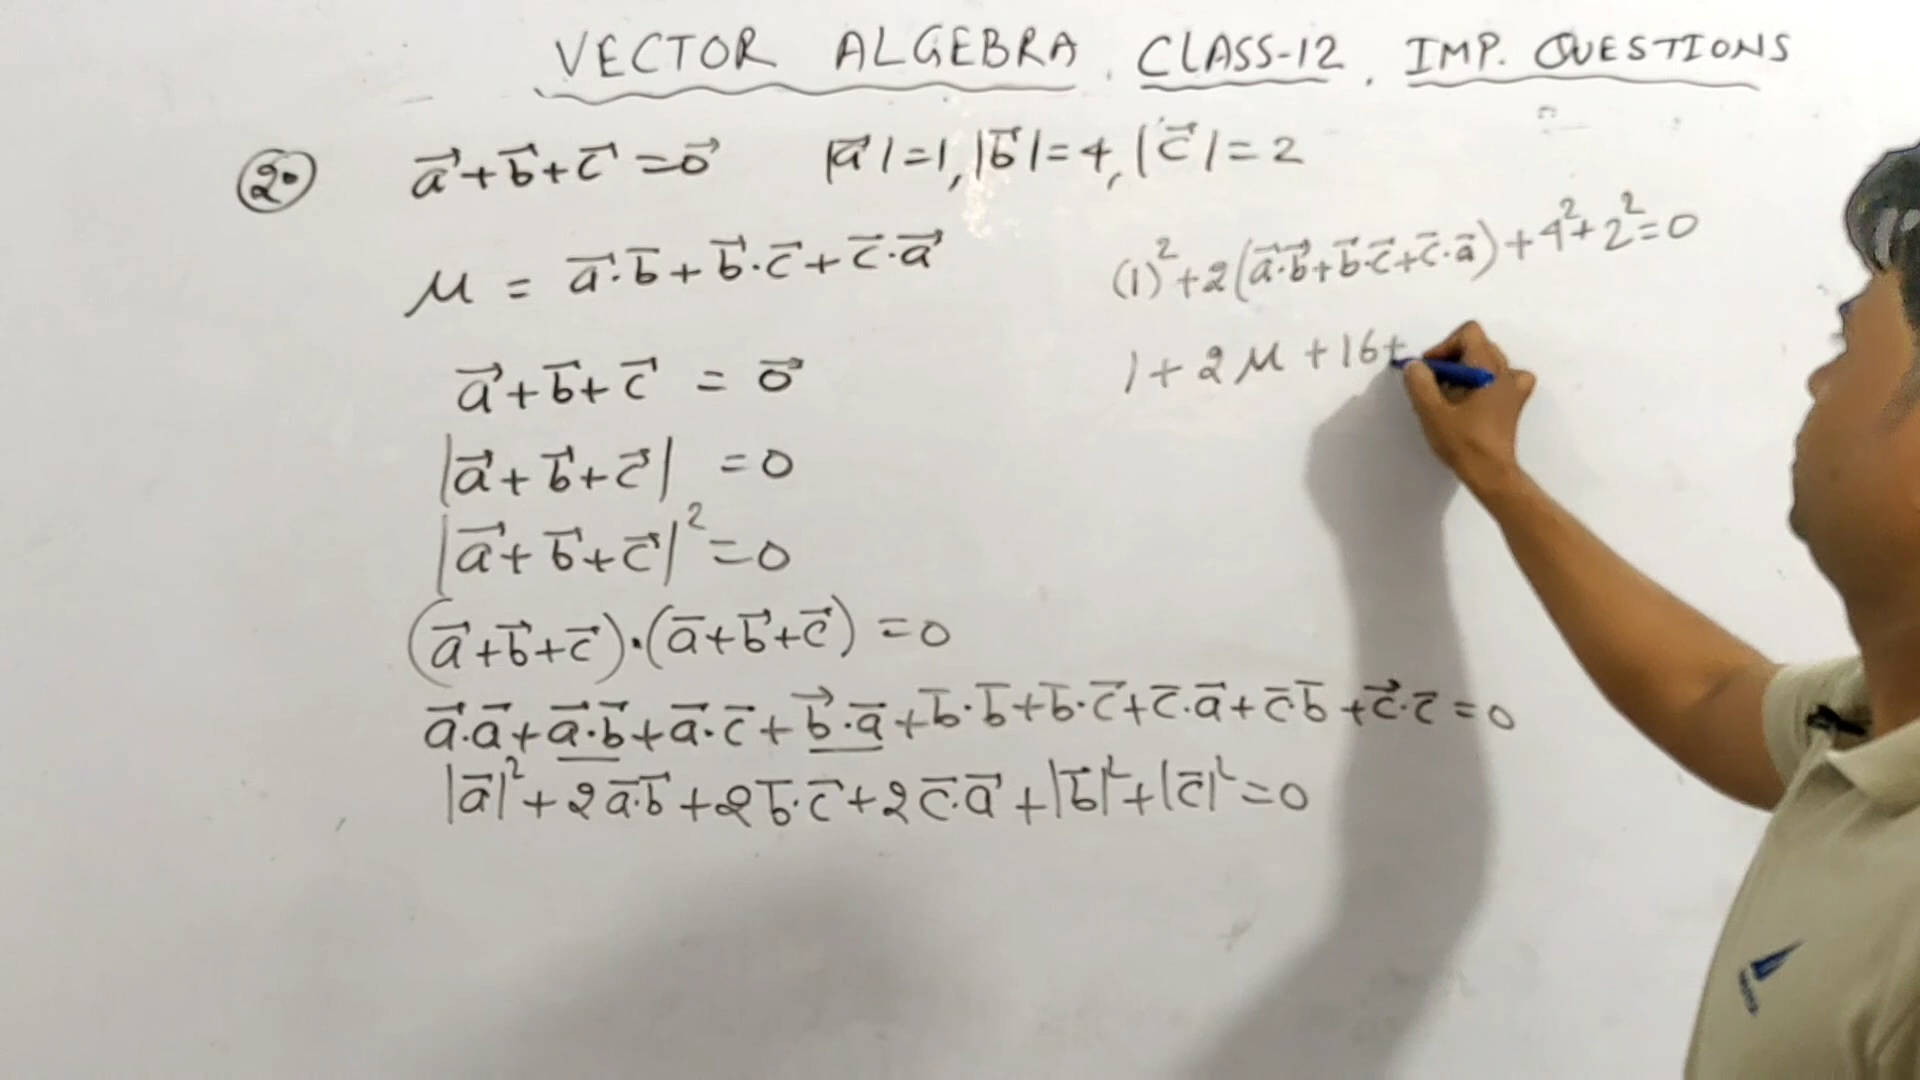 VECTOR ALGEBRA . CLASS-12 . IMP. QUESTIONS
2. a⃗+b⃗+c⃗ =0⃗ |a⃗|=1, |b⃗|=4, |c⃗|=2
μ = a⃗·b⃗+b⃗·c⃗+c⃗·a⃗
a⃗+b⃗+c⃗ = 0⃗
|a⃗+b⃗+c⃗| =0
|a⃗+b⃗+c⃗|²=0
(a⃗+b⃗+c⃗)·(a⃗+b⃗+c⃗) =0
a⃗·a⃗+a⃗·b⃗+a⃗·c⃗+b⃗·a⃗+b⃗·b⃗+b⃗·c⃗+c⃗·a⃗+c⃗·b⃗+c⃗·c⃗=0
|a⃗|²+2a⃗·b⃗+2b⃗·c⃗+2c⃗·a⃗+|b⃗|²+|c⃗|²=0
(1)²+2(a⃗·b⃗+b⃗·c⃗+c⃗·a⃗)+4²+2²=0
1+2μ+16+